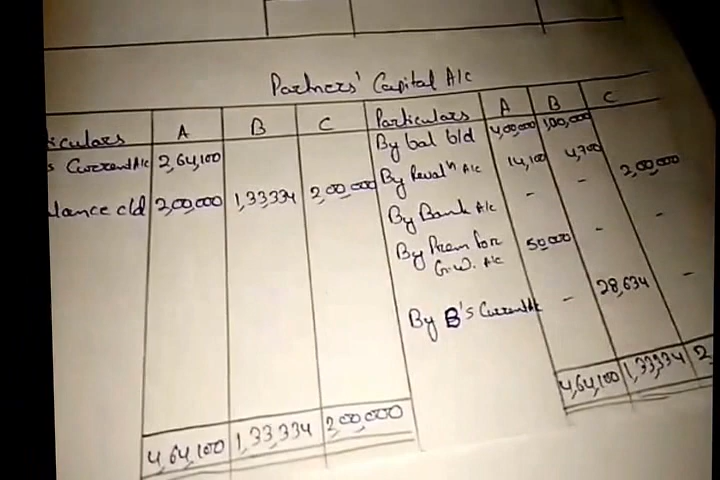 Partners' Capital A/c
iculars A B C Particulars A B C
By bal b/d 4,00,000 1,00,000
s Current A/c 2,64,100
By Reval^n A/c 14,100 4,700
lance c/d 2,00,000 1,33,334 2,00,000
By Bank A/c - - 2,00,000
By Prem for 50,000 - -
G.W. A/c
By B's Current A/c - 28,634 -
4,64,100 1,33,334 2,00,000 4,64,100 1,33,334 2,